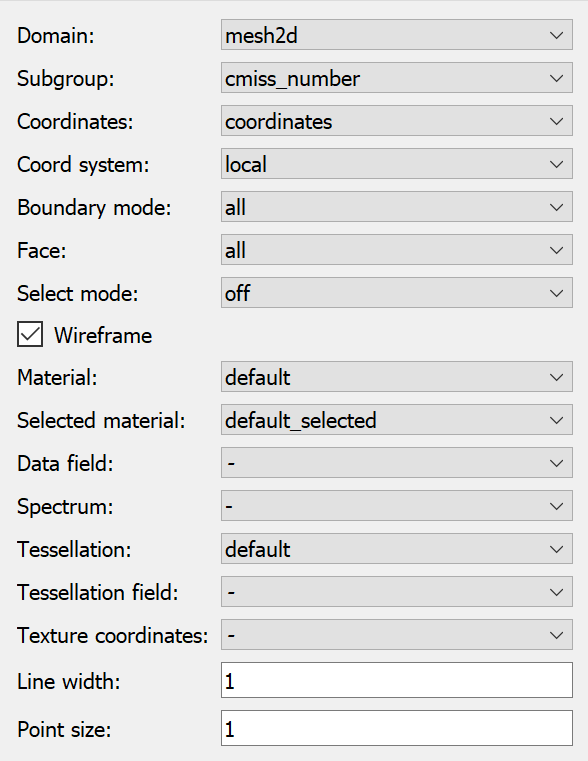 Domain: mesh2d
Subgroup: cmiss_number
Coordinates: coordinates
Coord system: local
Boundary mode: all
Face: all
Select mode: off
Wireframe
Material: default
Selected material: default_selected
Data field: -
Spectrum: -
Tessellation: default
Tessellation field: -
Texture coordinates: -
Line width: 1
Point size: 1